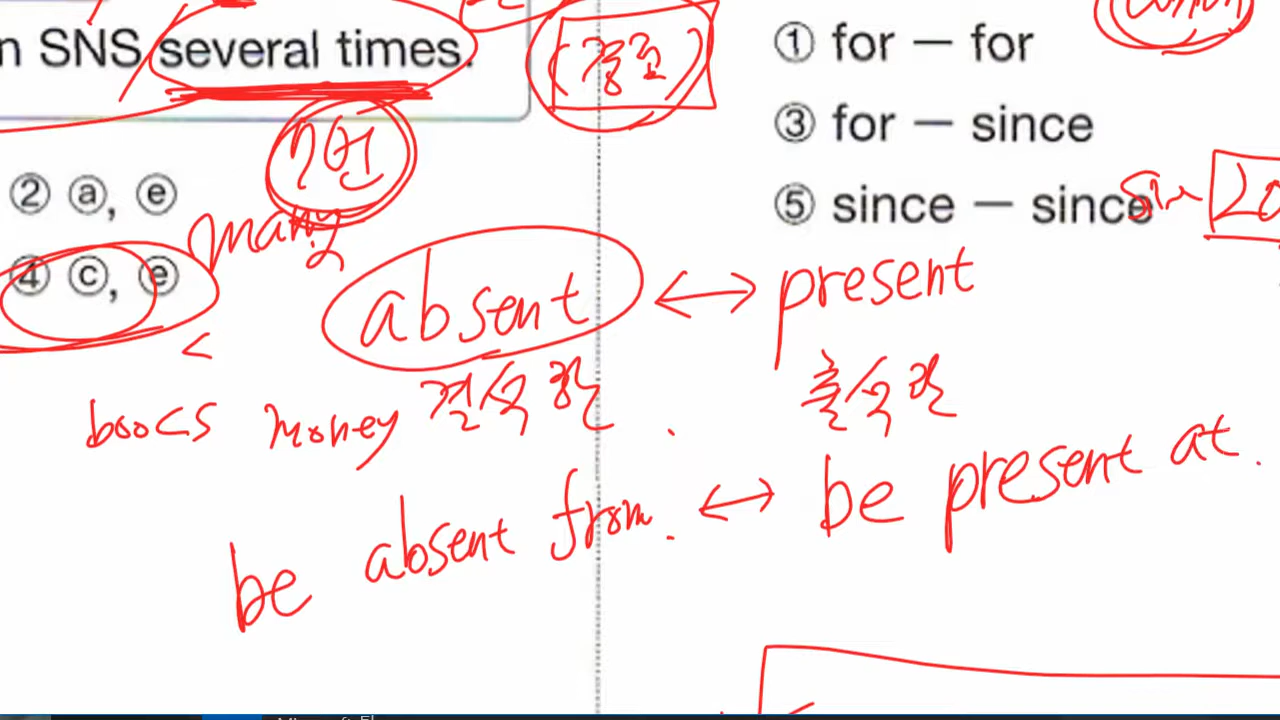 n SNS several times.
② ⓐ, ⓔ
④ ⓒ, ⓔ
many
books money
absent ↔ present
결석한 출석한
be absent from. ↔ be present at.
① for — for
③ for — since
⑤ since — since